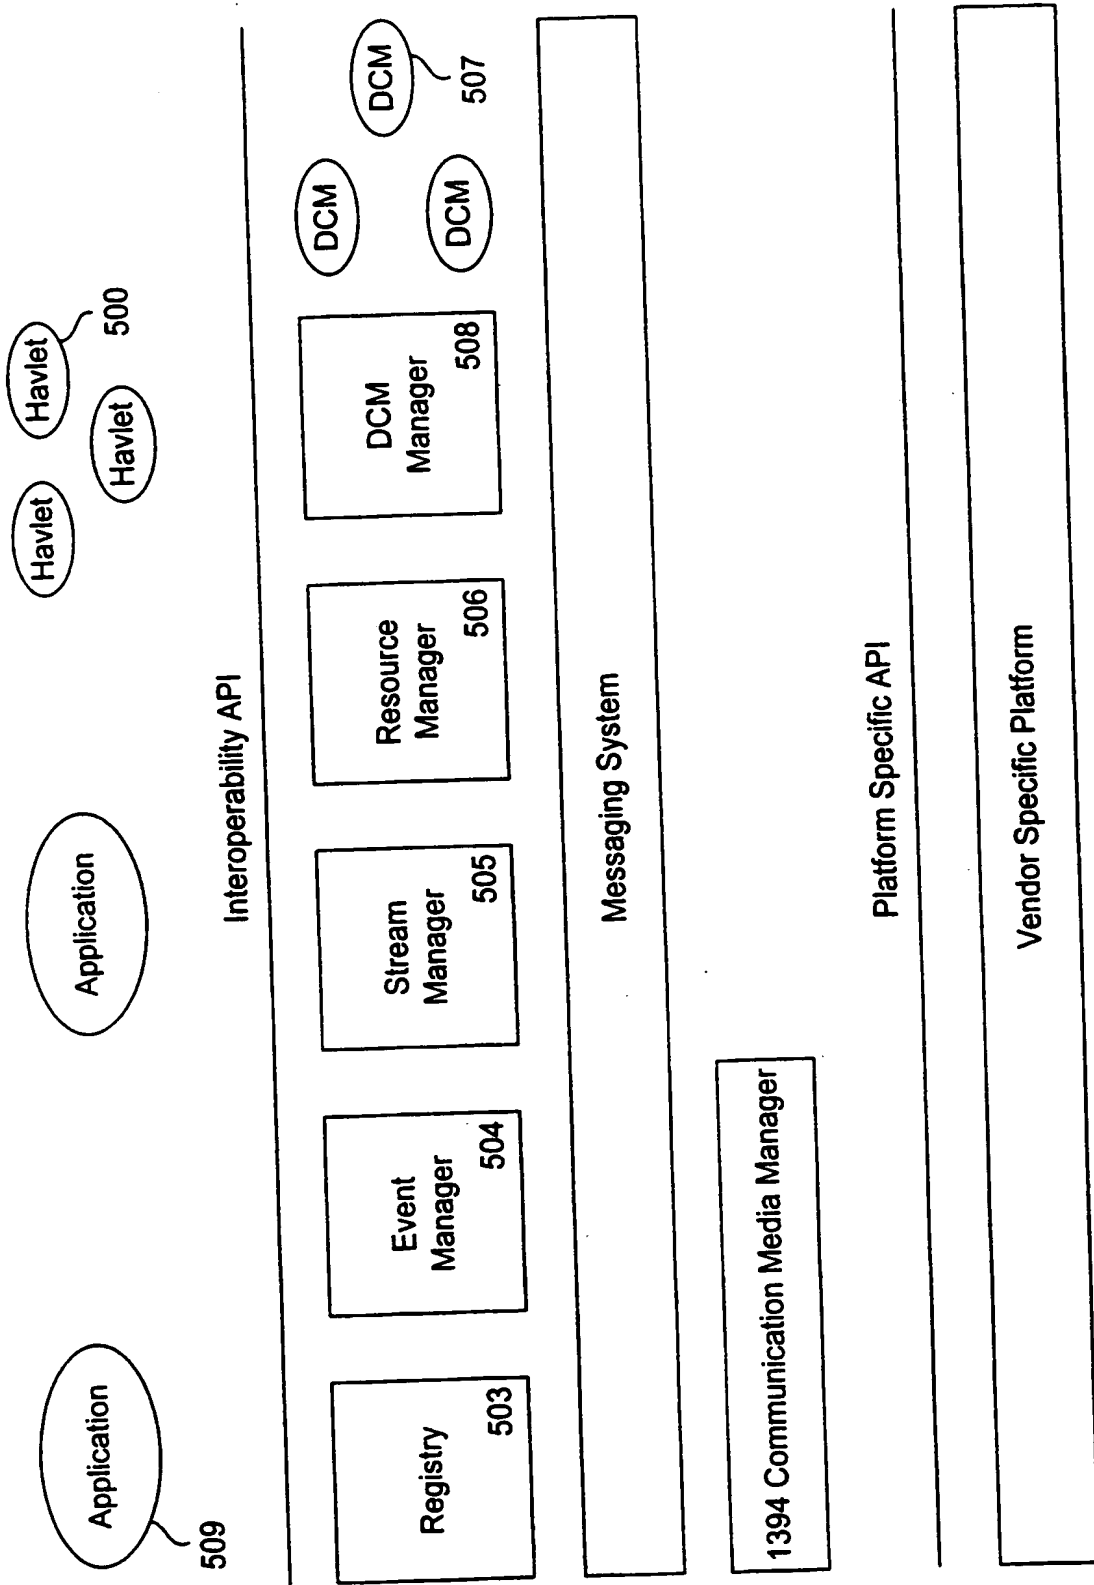 Application
509
Application
Havlet
Havlet
Havlet
500
Interoperability API
Registry
503
Event
Manager
504
Stream
Manager
505
Resource
Manager
506
DCM
Manager
508
DCM
DCM
DCM
507
Messaging System
1394 Communication Media Manager
Platform Specific API
Vendor Specific Platform